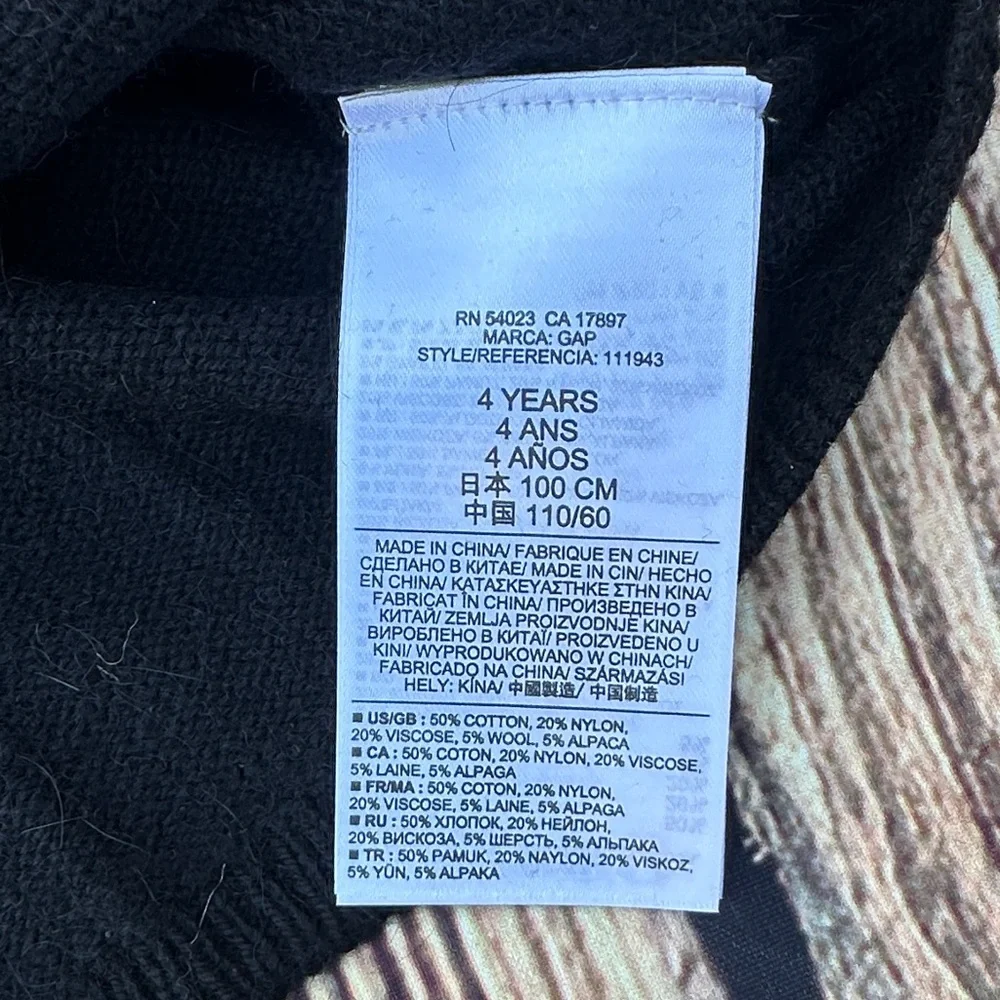 RN 54023 CA 17897
MARCA: GAP
STYLE/REFERENCIA: 111943
4 YEARS
4 ANS
4 AÑOS
日本 100 CM
中国 110/60
MADE IN CHINA/ FABRIQUE EN CHINE/
СДЕЛАНО В КИТАЕ/ MADE IN CIN/ HECHO
EN CHINA/ ΚΑΤΑΣΚΕΥΑΣΤΗΚΕ ΣΤΗΝ ΚΙΝΑ/
FABRICAT ÎN CHINA/ ПРОИЗВЕДЕНО В
КИТАЙ/ ZEMLJA PROIZVODNJE KINA/
ВИРОБЛЕНО В КИТАЇ/ PROIZVEDENO U
KINI/ WYPRODUKOWANO W CHINACH/
FABRICADO NA CHINA/ SZÁRMAZÁSI
HELY: KÍNA/ 中國製造/ 中国制造
■ US/GB : 50% COTTON, 20% NYLON,
20% VISCOSE, 5% WOOL, 5% ALPACA
■ CA : 50% COTON, 20% NYLON, 20% VISCOSE,
5% LAINE, 5% ALPAGA
■ FR/MA : 50% COTON, 20% NYLON,
20% VISCOSE, 5% LAINE, 5% ALPAGA
■ RU : 50% ХЛОПОК, 20% НЕЙЛОН,
20% ВИСКОЗА, 5% ШЕРСТЬ, 5% АЛЬПАКА
■ TR : 50% PAMUK, 20% NAYLON, 20% VISKOZ,
5% YÜN, 5% ALPAKA